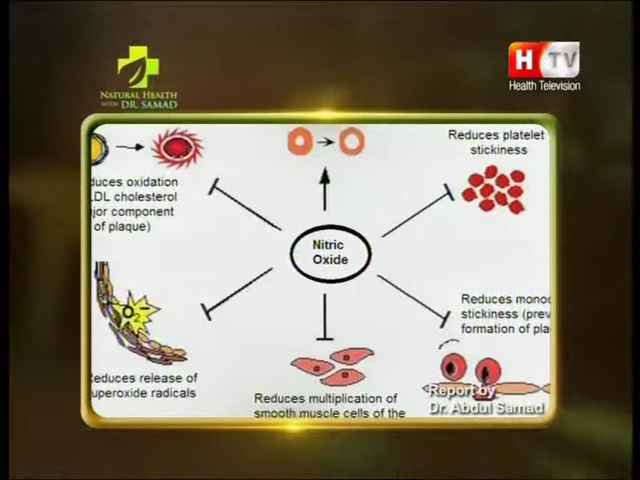 NATURAL HEALTH
WITH DR. SAMAD
H TV
Health Television
Reduces platelet
stickiness
duces oxidation
LDL cholesterol
jor component
of plaque)
Nitric
Oxide
O2-
Reduces mono
stickiness (prev
formation of pla
Reduces release of
uperoxide radicals
Reduces multiplication of
smooth muscle cells of the
Report by
Dr. Abdul Samad